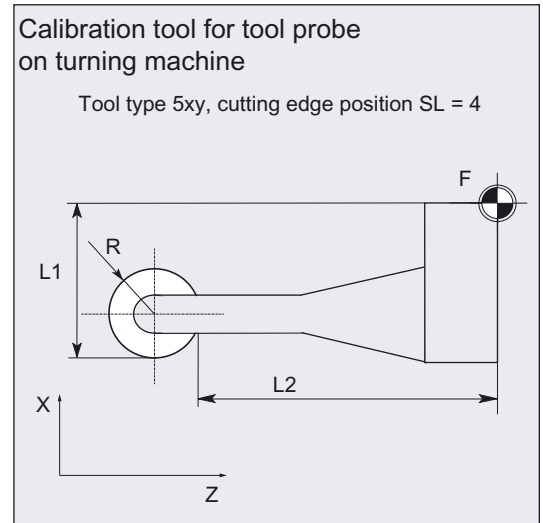 Calibration tool for tool probe
on turning machine
Tool type 5xy, cutting edge position SL = 4
F
R
L1
L2
X
Z